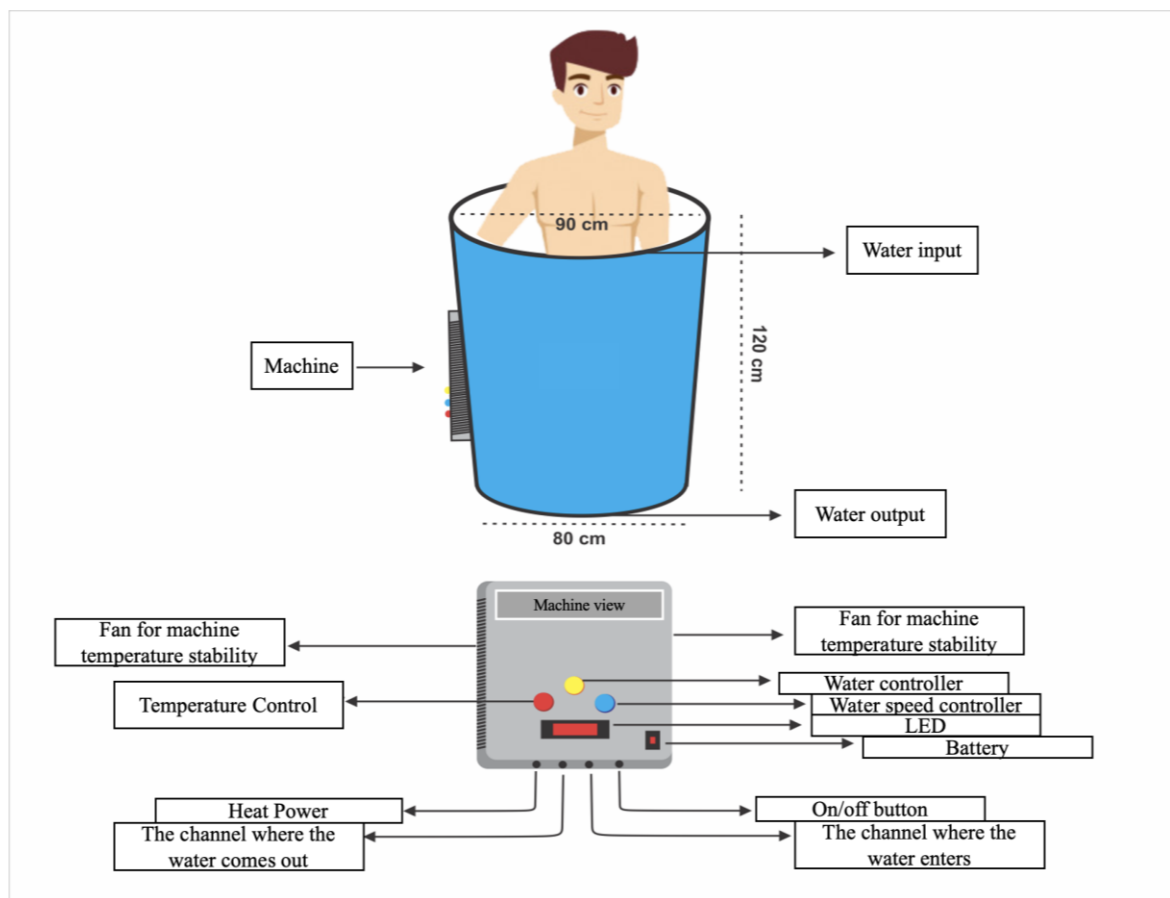 90 cm
Water input
120 cm
Machine
Water output
80 cm
Machine view
Fan for machine
temperature stability
Fan for machine
temperature stability
Temperature Control
Water controller
Water speed controller
LED
Battery
Heat Power
On/off button
The channel where the
water comes out
The channel where the
water enters